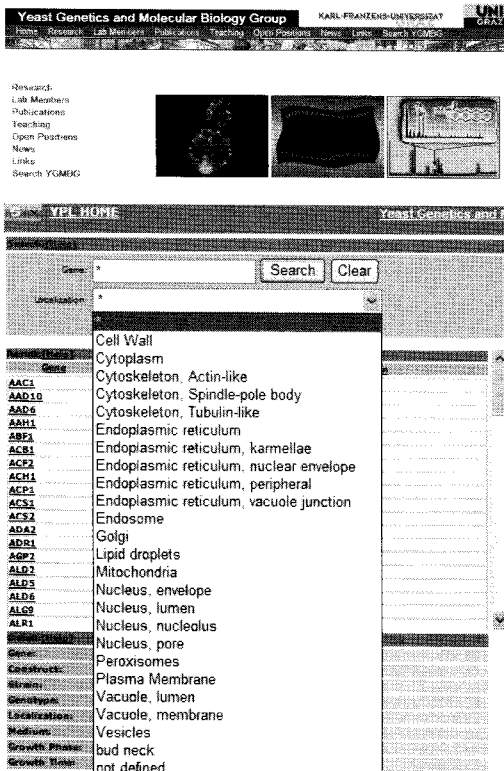 Yeast Genetics and Molecular Biology Group
KARL-FRANZENS-UNIVERSITAT
UNI
GRAZ
Home Research Lab Members Publications Teaching Open Positions News Links Search YGMBG
Research
Lab Members
Publications
Teaching
Open Positions
News
Links
Search YGMBG
YPL HOME
Yeast Genetics and
Gene: *
Search
Clear
Localization: *
*
Cell Wall
Cytoplasm
Cytoskeleton, Actin-like
Cytoskeleton, Spindle-pole body
Cytoskeleton, Tubulin-like
Endoplasmic reticulum
Endoplasmic reticulum, karmellae
Endoplasmic reticulum, nuclear envelope
Endoplasmic reticulum, peripheral
Endoplasmic reticulum, vacuole junction
Endosome
Golgi
Lipid droplets
Mitochondria
Nucleus, envelope
Nucleus, lumen
Nucleus, nucleolus
Nucleus, pore
Peroxisomes
Plasma Membrane
Vacuole, lumen
Vacuole, membrane
Vesicles
bud neck
not defined
Gene
AAC1
AAD10
AAD6
AAH1
ABF1
ACB1
ACF2
ACH1
ACP1
ACS1
ACS2
ADA2
ADR1
AGP2
ALD2
ALD5
ALD6
ALG9
ALR1
Gene:
Construct:
Strain:
Genotype:
Localization:
Medium:
Growth Phase:
Growth Time: